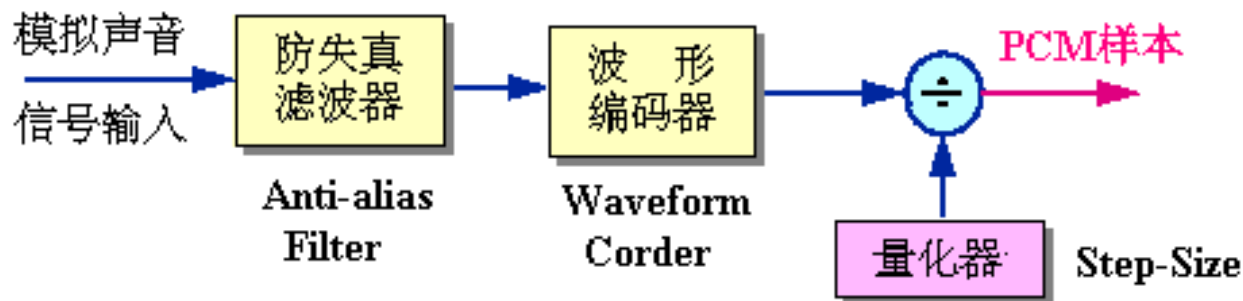 模拟声音
信号输入
防失真
滤波器
Anti-alias
Filter
波 形
编码器
Waveform
Corder
÷
PCM样本
量化器
Step-Size